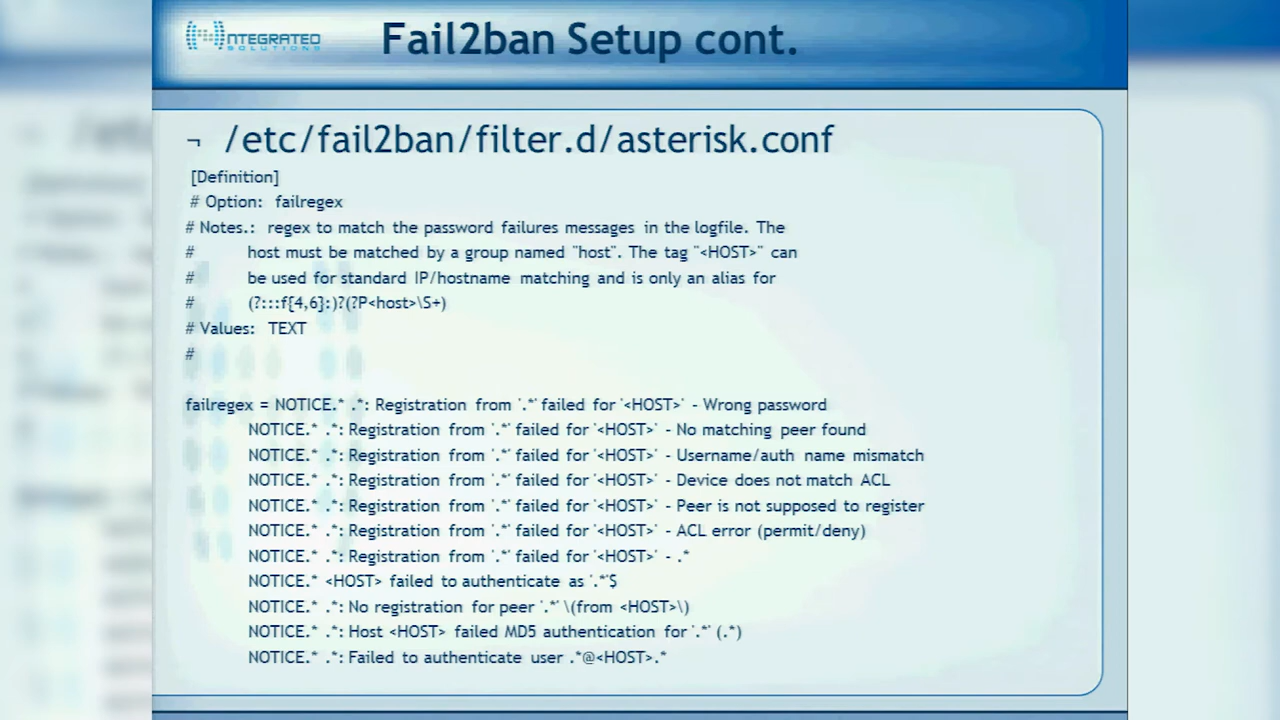 NTEGRATED
SOLUTIONS
Fail2ban Setup cont.
¬ /etc/fail2ban/filter.d/asterisk.conf
[Definition]
# Option: failregex
# Notes.: regex to match the password failures messages in the logfile. The
# host must be matched by a group named "host". The tag "<HOST>" can
# be used for standard IP/hostname matching and is only an alias for
# (?:::f{4,6}:)?(?P<host>\S+)
# Values: TEXT
#
failregex = NOTICE.* .*: Registration from '.*' failed for '<HOST>' - Wrong password
NOTICE.* .*: Registration from '.*' failed for '<HOST>' - No matching peer found
NOTICE.* .*: Registration from '.*' failed for '<HOST>' - Username/auth name mismatch
NOTICE.* .*: Registration from '.*' failed for '<HOST>' - Device does not match ACL
NOTICE.* .*: Registration from '.*' failed for '<HOST>' - Peer is not supposed to register
NOTICE.* .*: Registration from '.*' failed for '<HOST>' - ACL error (permit/deny)
NOTICE.* .*: Registration from '.*' failed for '<HOST>' - .*
NOTICE.* <HOST> failed to authenticate as '.*'$
NOTICE.* .*: No registration for peer '.*' \(from <HOST>\)
NOTICE.* .*: Host <HOST> failed MD5 authentication for '.*' (.*)
NOTICE.* .*: Failed to authenticate user .*@<HOST>.*